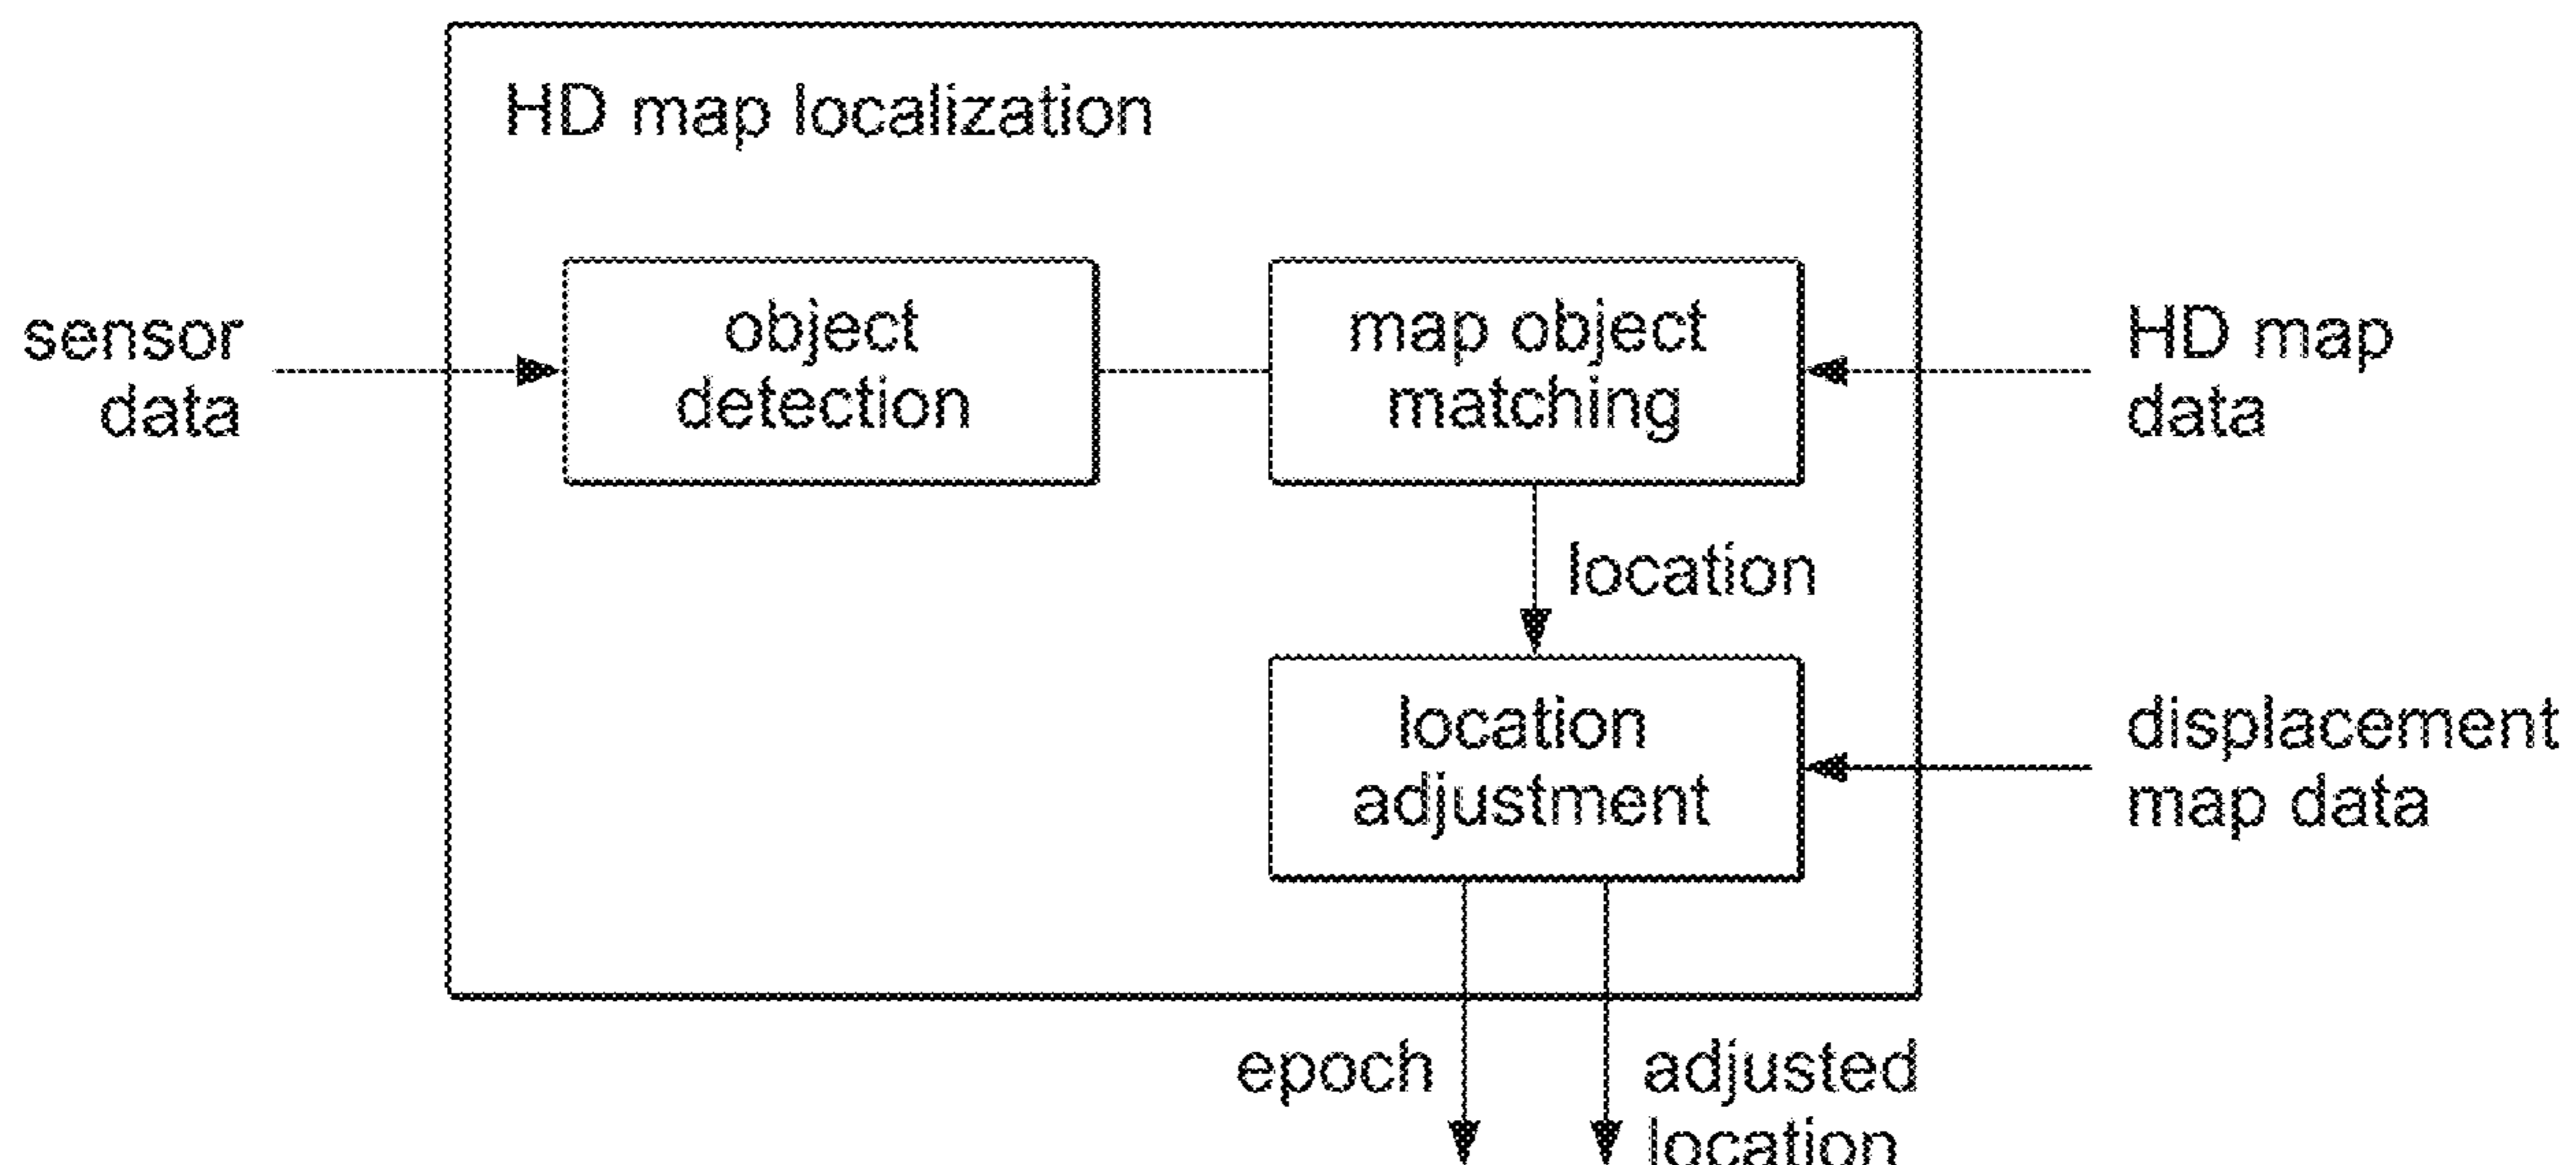 HD map localization
sensor
data
object
detection
map object
matching
HD map
data
location
location
adjustment
displacement
map data
epoch
adjusted
location